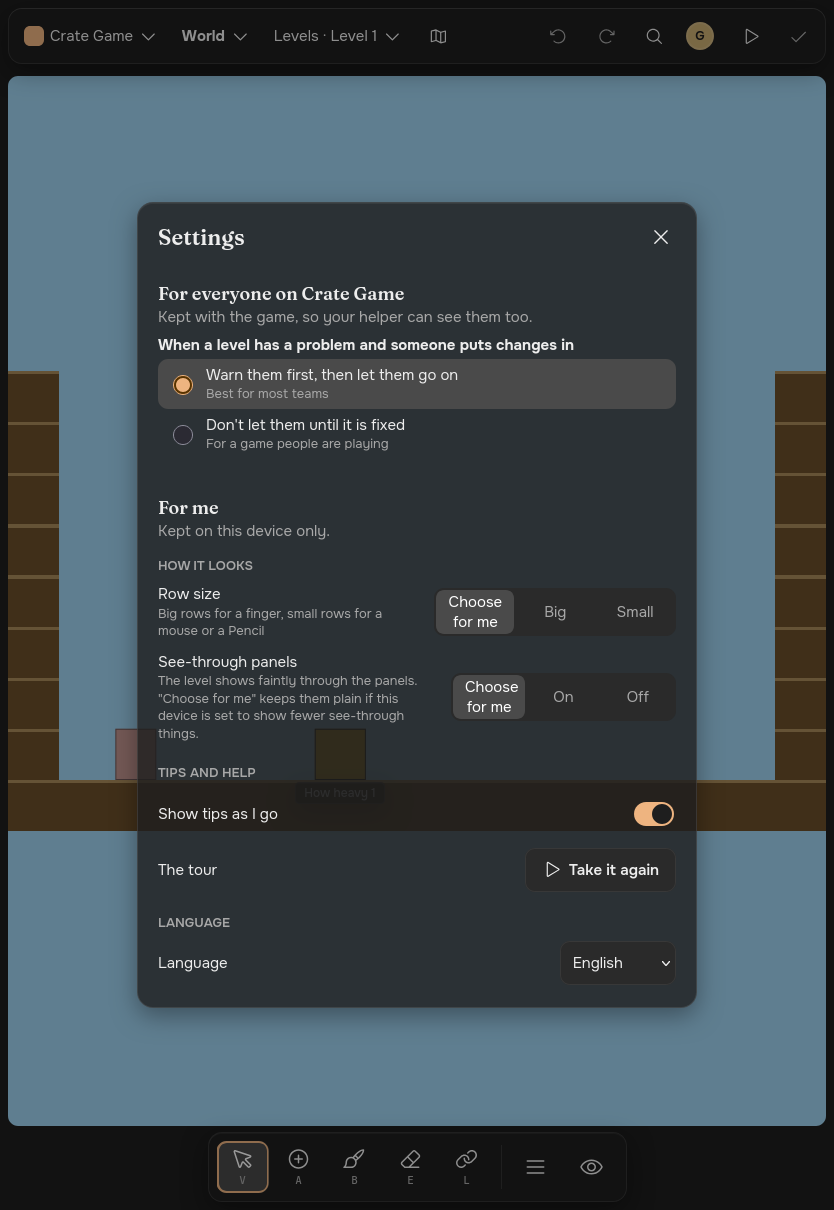 Crate Game World Levels · Level 1 G
Settings
For everyone on Crate Game
Kept with the game, so your helper can see them too.
When a level has a problem and someone puts changes in
Warn them first, then let them go on
Best for most teams
Don't let them until it is fixed
For a game people are playing
For me
Kept on this device only.
HOW IT LOOKS
Row size
Big rows for a finger, small rows for a
mouse or a Pencil
Choose
for me
Big
Small
See-through panels
The level shows faintly through the panels.
"Choose for me" keeps them plain if this
device is set to show fewer see-through
things.
Choose
for me
On
Off
TIPS AND HELP
How heavy 1
Show tips as I go
The tour
Take it again
LANGUAGE
Language
English
V A B E L